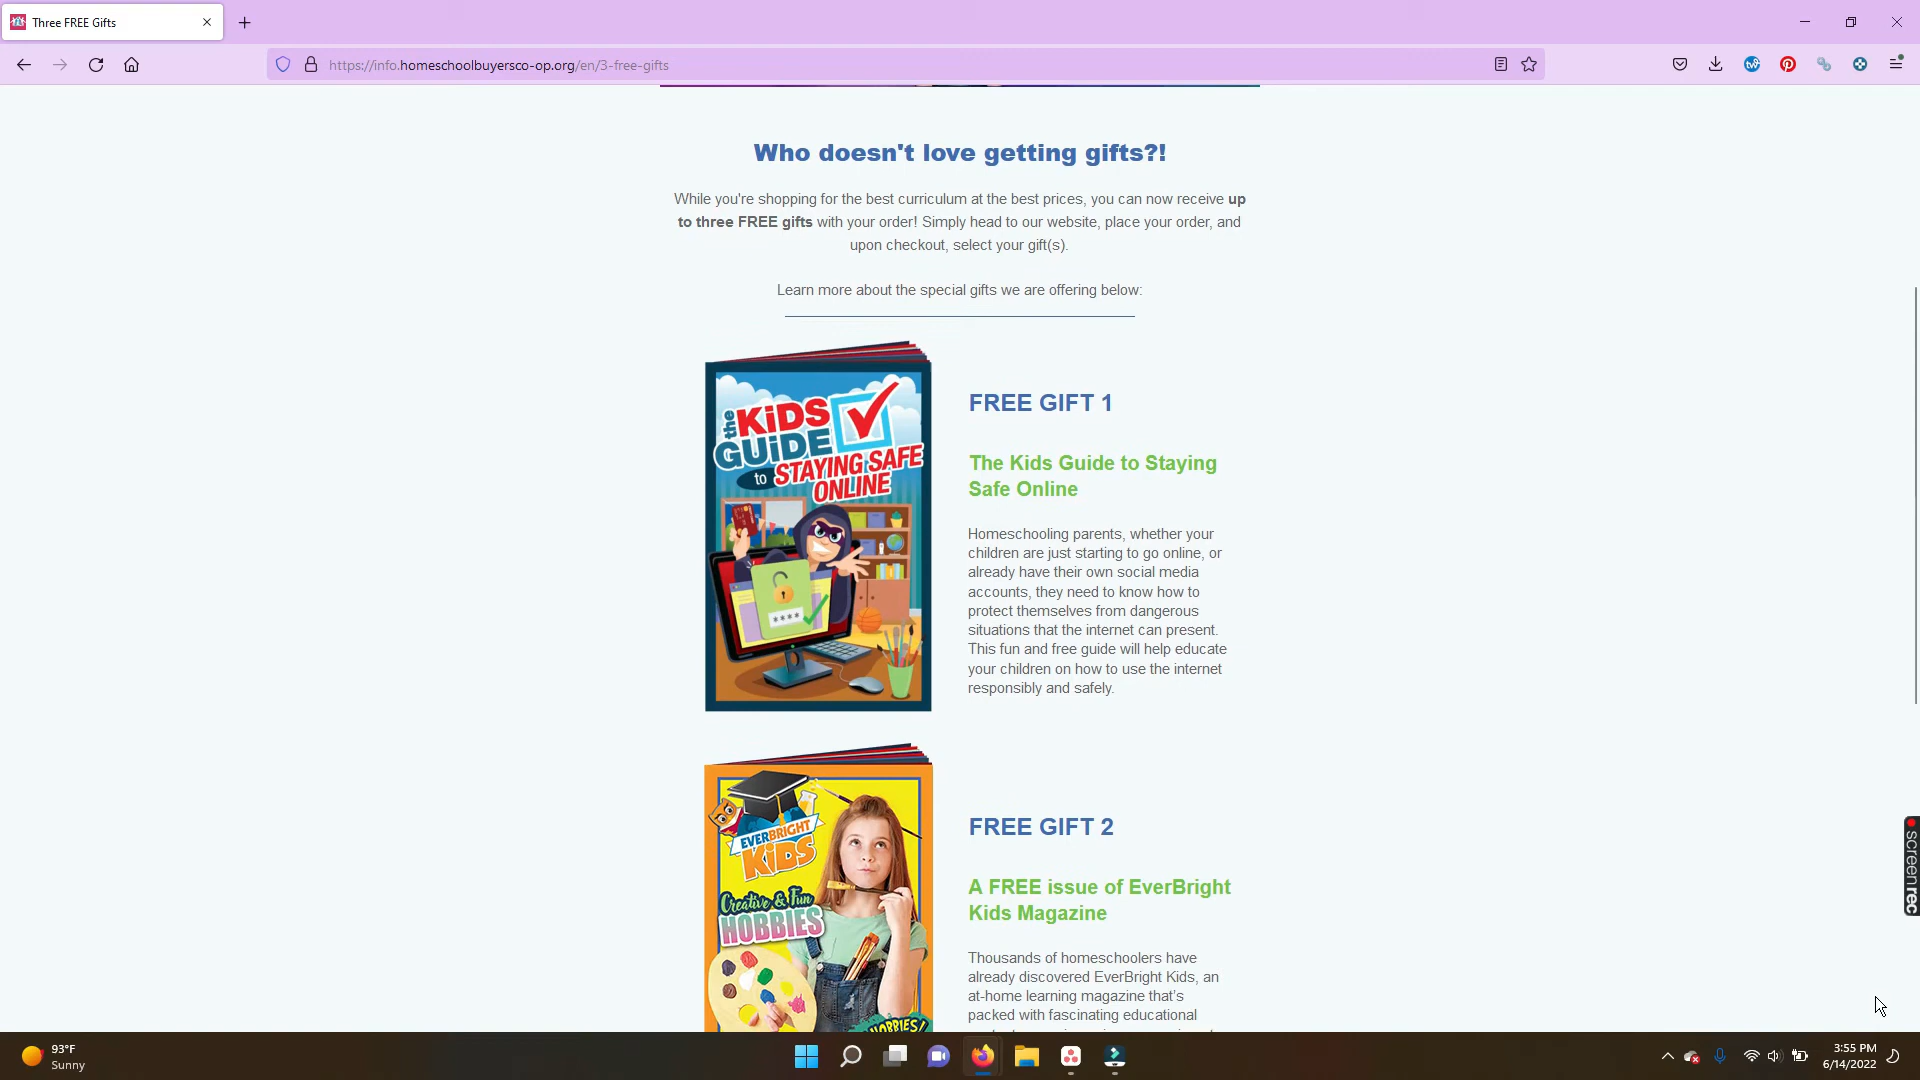 Three FREE Gifts
https://info.homeschoolbuyersco-op.org/en/3-free-gifts
Who doesn't love getting gifts?!
While you're shopping for the best curriculum at the best prices, you can now receive up
to three FREE gifts with your order! Simply head to our website, place your order, and
upon checkout, select your gift(s).
Learn more about the special gifts we are offering below:
the KiDS
GUiDE
to STAYING SAFE
ONLINE
****
FREE GIFT 1
The Kids Guide to Staying
Safe Online
Homeschooling parents, whether your
children are just starting to go online, or
already have their own social media
accounts, they need to know how to
protect themselves from dangerous
situations that the internet can present.
This fun and free guide will help educate
your children on how to use the internet
responsibly and safely.
EVERBRIGHT
KiDS
Creative & Fun
HOBBIES
HOBBIES!
FREE GIFT 2
A FREE issue of EverBright
Kids Magazine
Thousands of homeschoolers have
already discovered EverBright Kids, an
at-home learning magazine that's
packed with fascinating educational
screenrec
93°F
Sunny
3:55 PM
6/14/2022